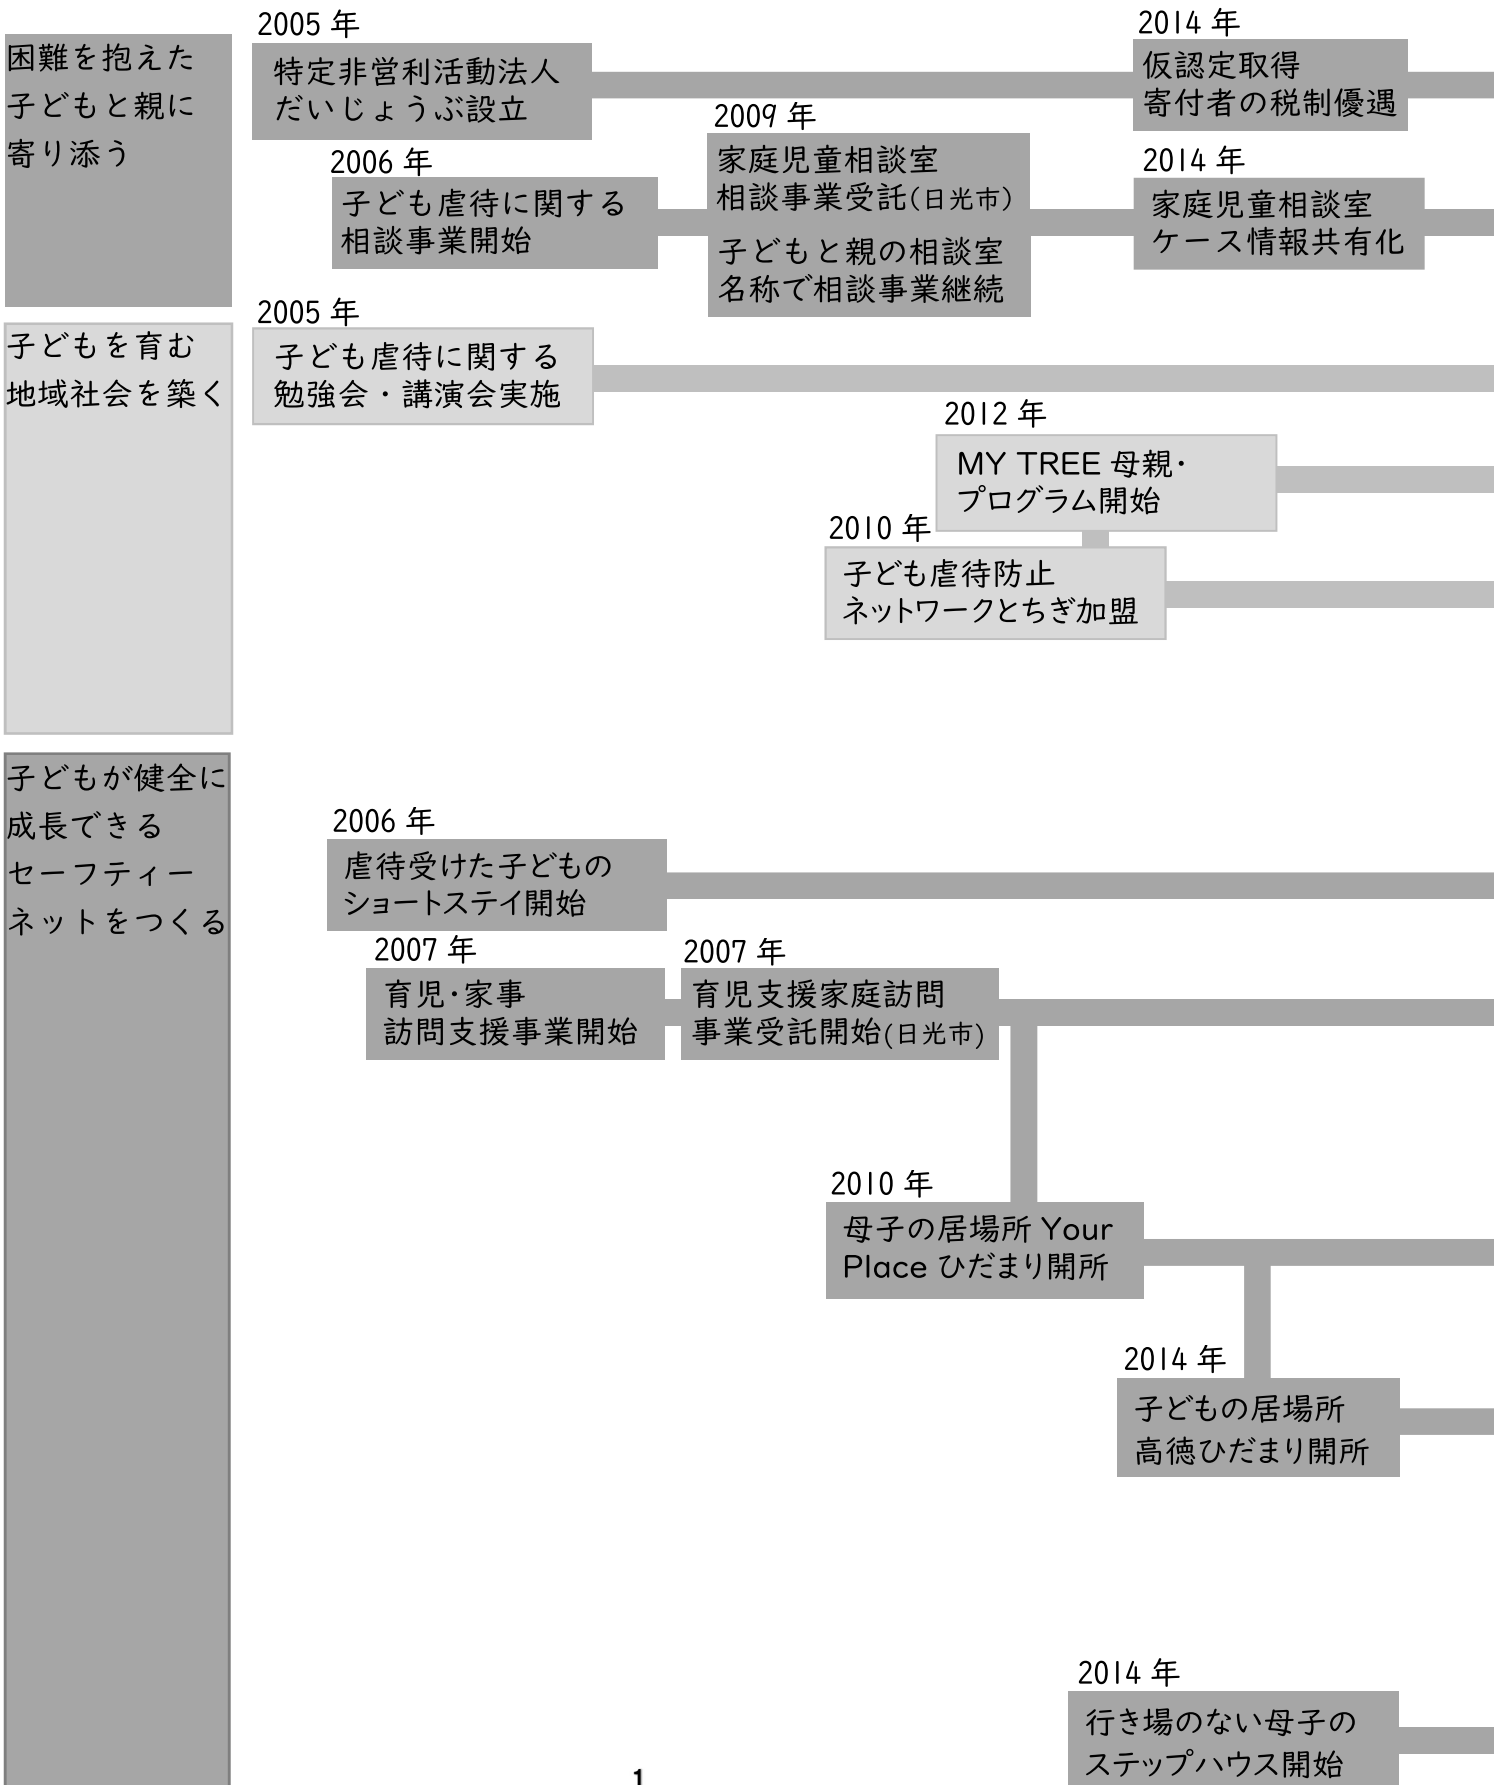 困難を抱えた
子どもと親に
寄り添う
2005 年
特定非営利活動法人
だいじょうぶ設立
2014 年
仮認定取得
寄付者の税制優遇
2006 年
子ども虐待に関する
相談事業開始
2009 年
家庭児童相談室
相談事業受託(日光市)
子どもと親の相談室
名称で相談事業継続
2014 年
家庭児童相談室
ケース情報共有化
子どもを育む
地域社会を築く
2005 年
子ども虐待に関する
勉強会・講演会実施
2012 年
MY TREE 母親・
プログラム開始
2010 年
子ども虐待防止
ネットワークとちぎ加盟
子どもが健全に
成長できる
セーフティー
ネットをつくる
2006 年
虐待受けた子どもの
ショートステイ開始
2007 年
育児・家事
訪問支援事業開始
2007 年
育児支援家庭訪問
事業受託開始(日光市)
2010 年
母子の居場所 Your
Place ひだまり開所
2014 年
子どもの居場所
高徳ひだまり開所
2014 年
行き場のない母子の
ステップハウス開始
1